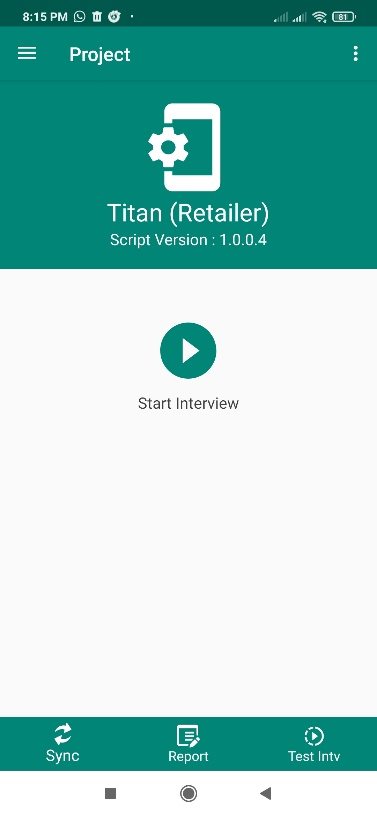 8:15 PM
81
Project
Titan (Retailer)
Script Version : 1.0.0.4
Start Interview
Sync
Report
Test Intv